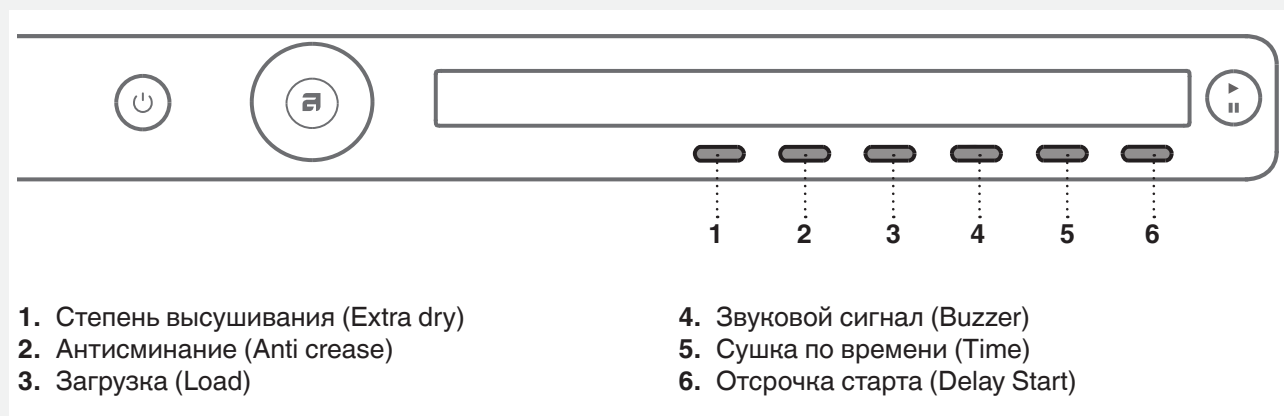 1 2 3 4 5 6
1. Степень высушивания (Extra dry)
2. Антисминание (Anti crease)
3. Загрузка (Load)
4. Звуковой сигнал (Buzzer)
5. Сушка по времени (Time)
6. Отсрочка старта (Delay Start)